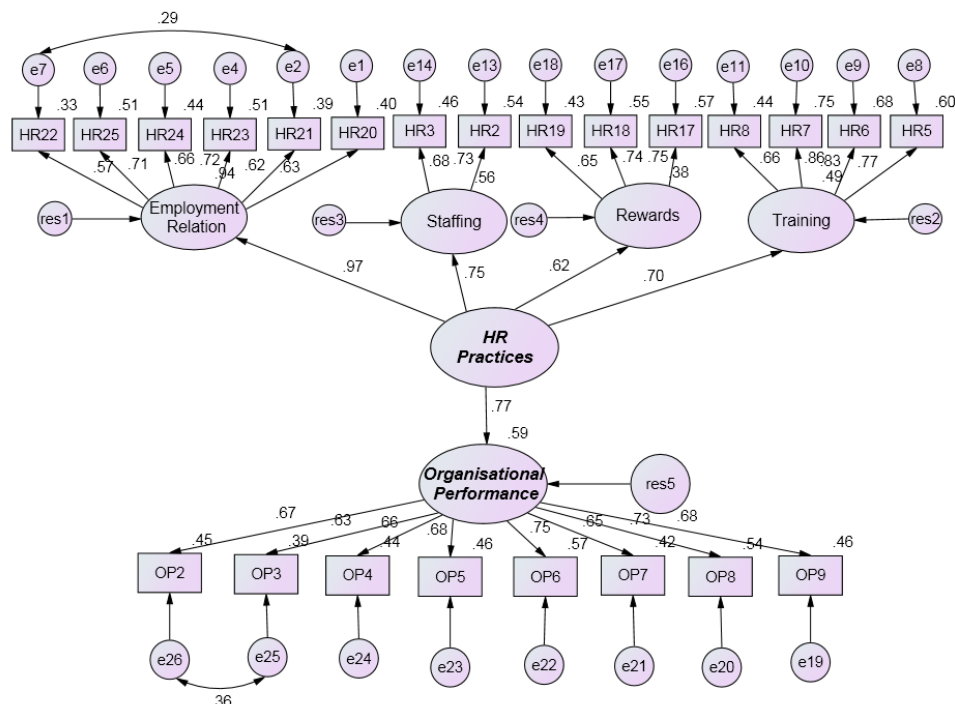 .29
e7 e6 e5 e4 e2 e1 e14 e13 e18 e17 e16 e11 e10 e9 e8
.33 .51 .44 .51 .39 .40 .46 .54 .43 .55 .57 .44 .75 .68 .60
HR22 HR25 HR24 HR23 HR21 HR20 HR3 HR2 HR19 HR18 HR17 HR8 HR7 HR6 HR5
.57 .71 .66 .72 .62 .63 .68 .73 .65 .74 .75 .66 .86 .83 .77
.94 .56 .38 .49
res1 Employment Relation res3 Staffing res4 Rewards Training res2
.97 .75 .62 .70
HR
Practices
.77
.59
Organisational
Performance
res5
.67 .63 .66 .68 .75 .65 .73 .68
.45 .39 .44 .46 .57 .42 .54 .46
OP2 OP3 OP4 OP5 OP6 OP7 OP8 OP9
e26 e25 e24 e23 e22 e21 e20 e19
.36